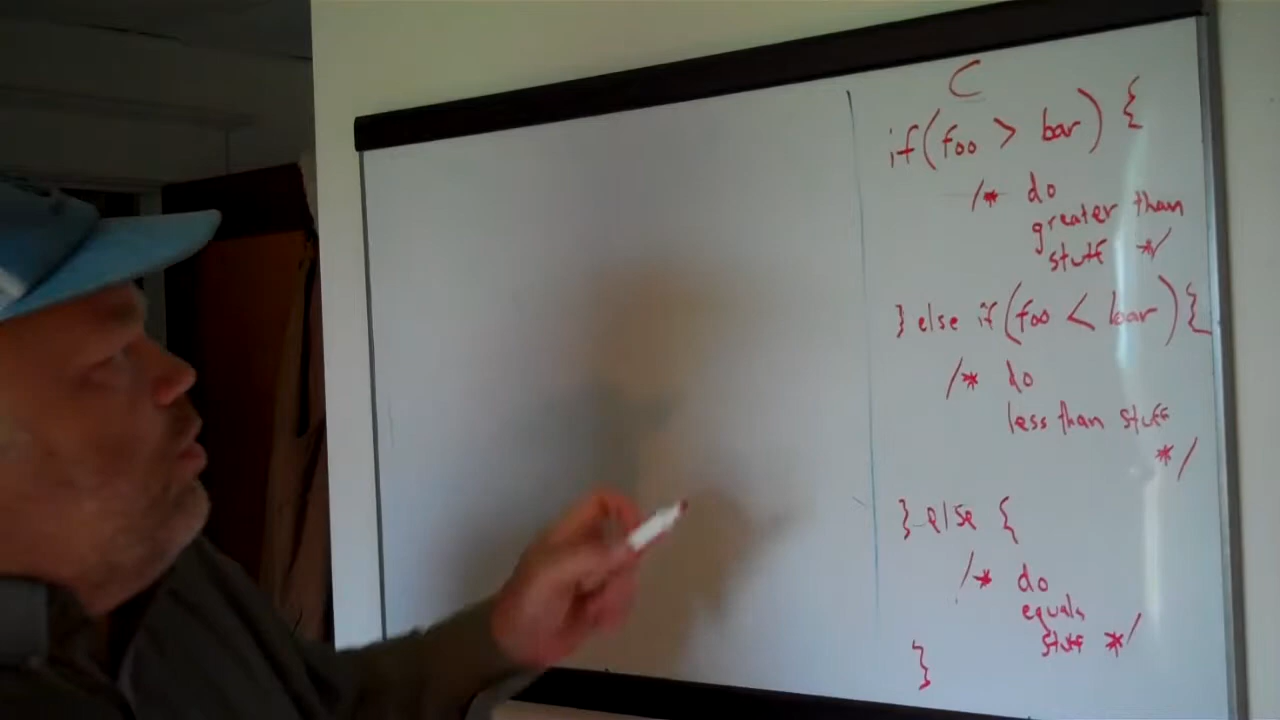 C
if(foo > bar) {
/* do
greater than
stuff */
} else if(foo < bar){
/* do
less than stuff
*/
} else {
/* do
equals
stuff */
}